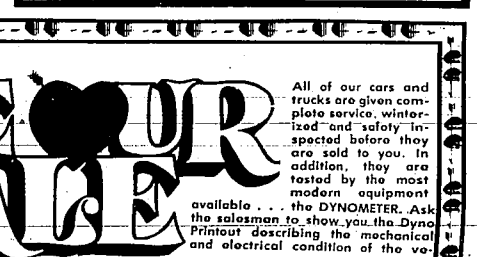 OUR
ALE
All of our cars and
trucks are given com-
plete service, winter-
ized and safety in-
spected before they
are sold to you. In
addition, they are
tested by the most
modern equipment
available . . . the DYNOMETER. Ask
the salesman to show you the Dyno
Printout describing the mechanical
and electrical condition of the ve-